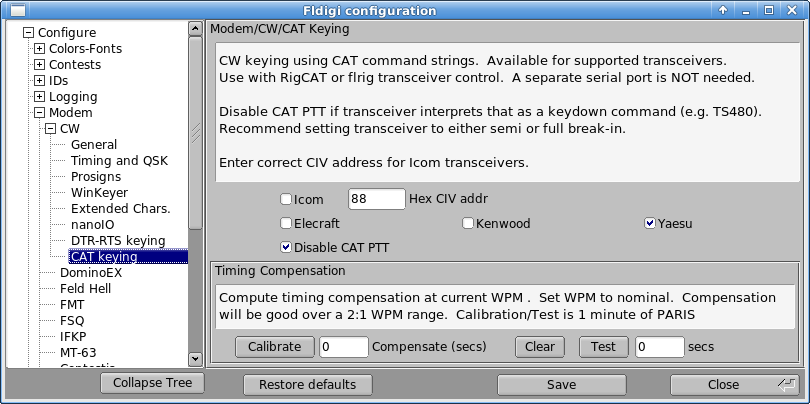 Fldigi configuration
Configure
Colors-Fonts
Contests
IDs
Logging
Modem
CW
General
Timing and QSK
Prosigns
WinKeyer
Extended Chars.
nanoIO
DTR-RTS keying
CAT keying
DominoEX
Feld Hell
FMT
FSQ
IFKP
MT-63
Collapse Tree
Modem/CW/CAT Keying
CW keying using CAT command strings.  Available for supported transceivers.
Use with RigCAT or flrig transceiver control.  A separate serial port is NOT needed.
Disable CAT PTT if transceiver interprets that as a keydown command (e.g. TS480).
Recommend setting transceiver to either semi or full break-in.
Enter correct CIV address for Icom transceivers.
Icom 88 Hex CIV addr
Elecraft Kenwood Yaesu
Disable CAT PTT
Timing Compensation
Compute timing compensation at current WPM .  Set WPM to nominal.  Compensation
will be good over a 2:1 WPM range.  Calibration/Test is 1 minute of PARIS
Calibrate 0 Compensate (secs) Clear Test 0 secs
Restore defaults Save Close